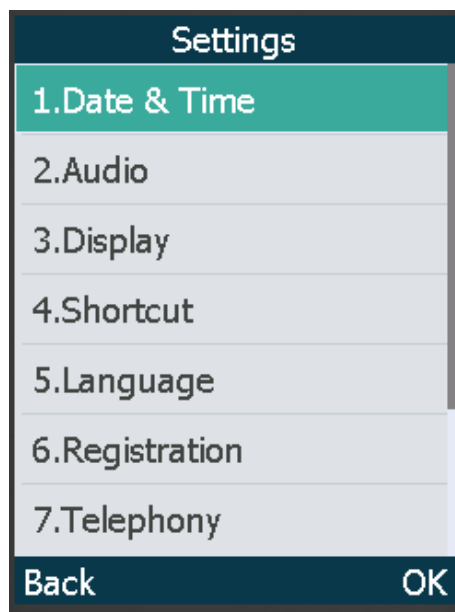 Settings
1.Date & Time
2.Audio
3.Display
4.Shortcut
5.Language
6.Registration
7.Telephony
Back OK